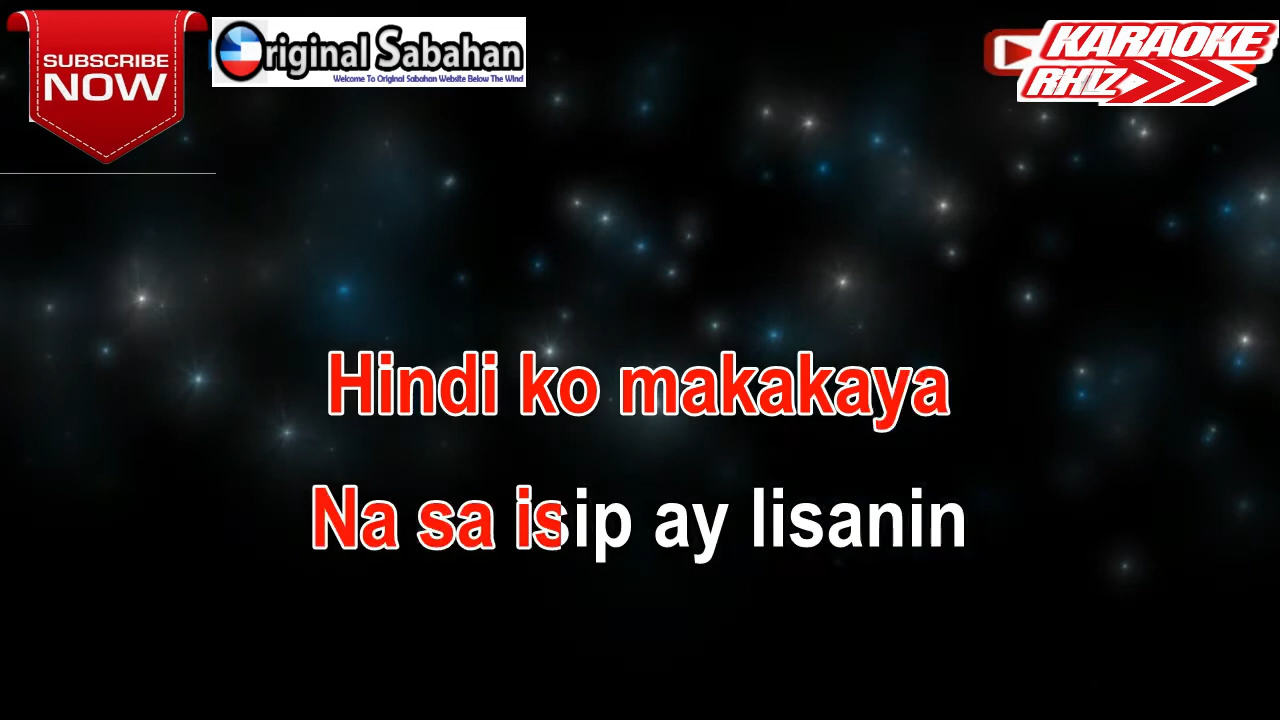 SUBSCRIBE
NOW
Original Sabahan
Welcome To Original Sabahan Website Below The Wind
KARAOKE
RHIZ
Hindi ko makakaya
Na sa isip ay lisanin